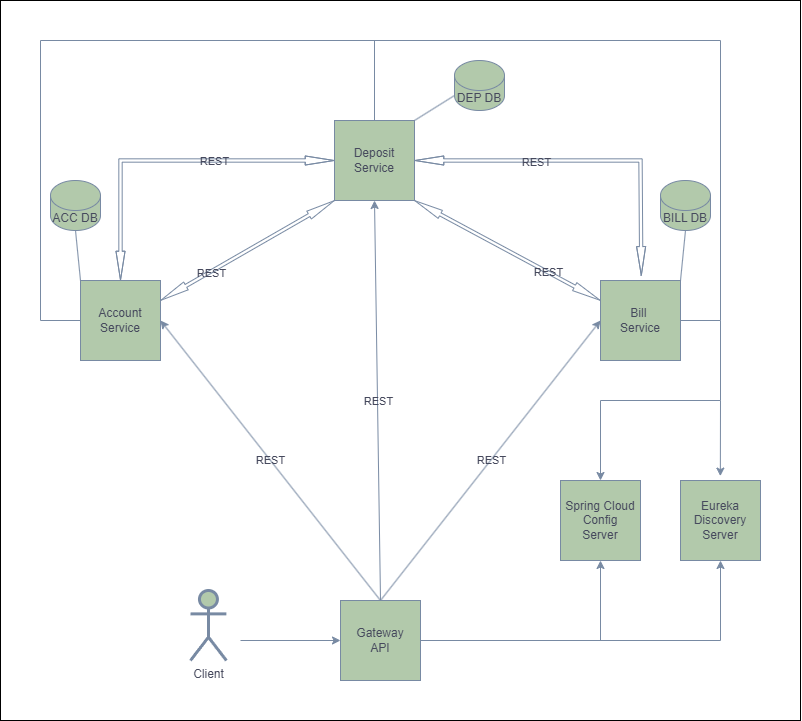 DEP DB
Deposit
Service
REST
REST
ACC DB
BILL DB
REST
REST
Account
Service
Bill
Service
REST
REST
REST
Spring Cloud
Config
Server
Eureka
Discovery
Server
Gateway
API
Client